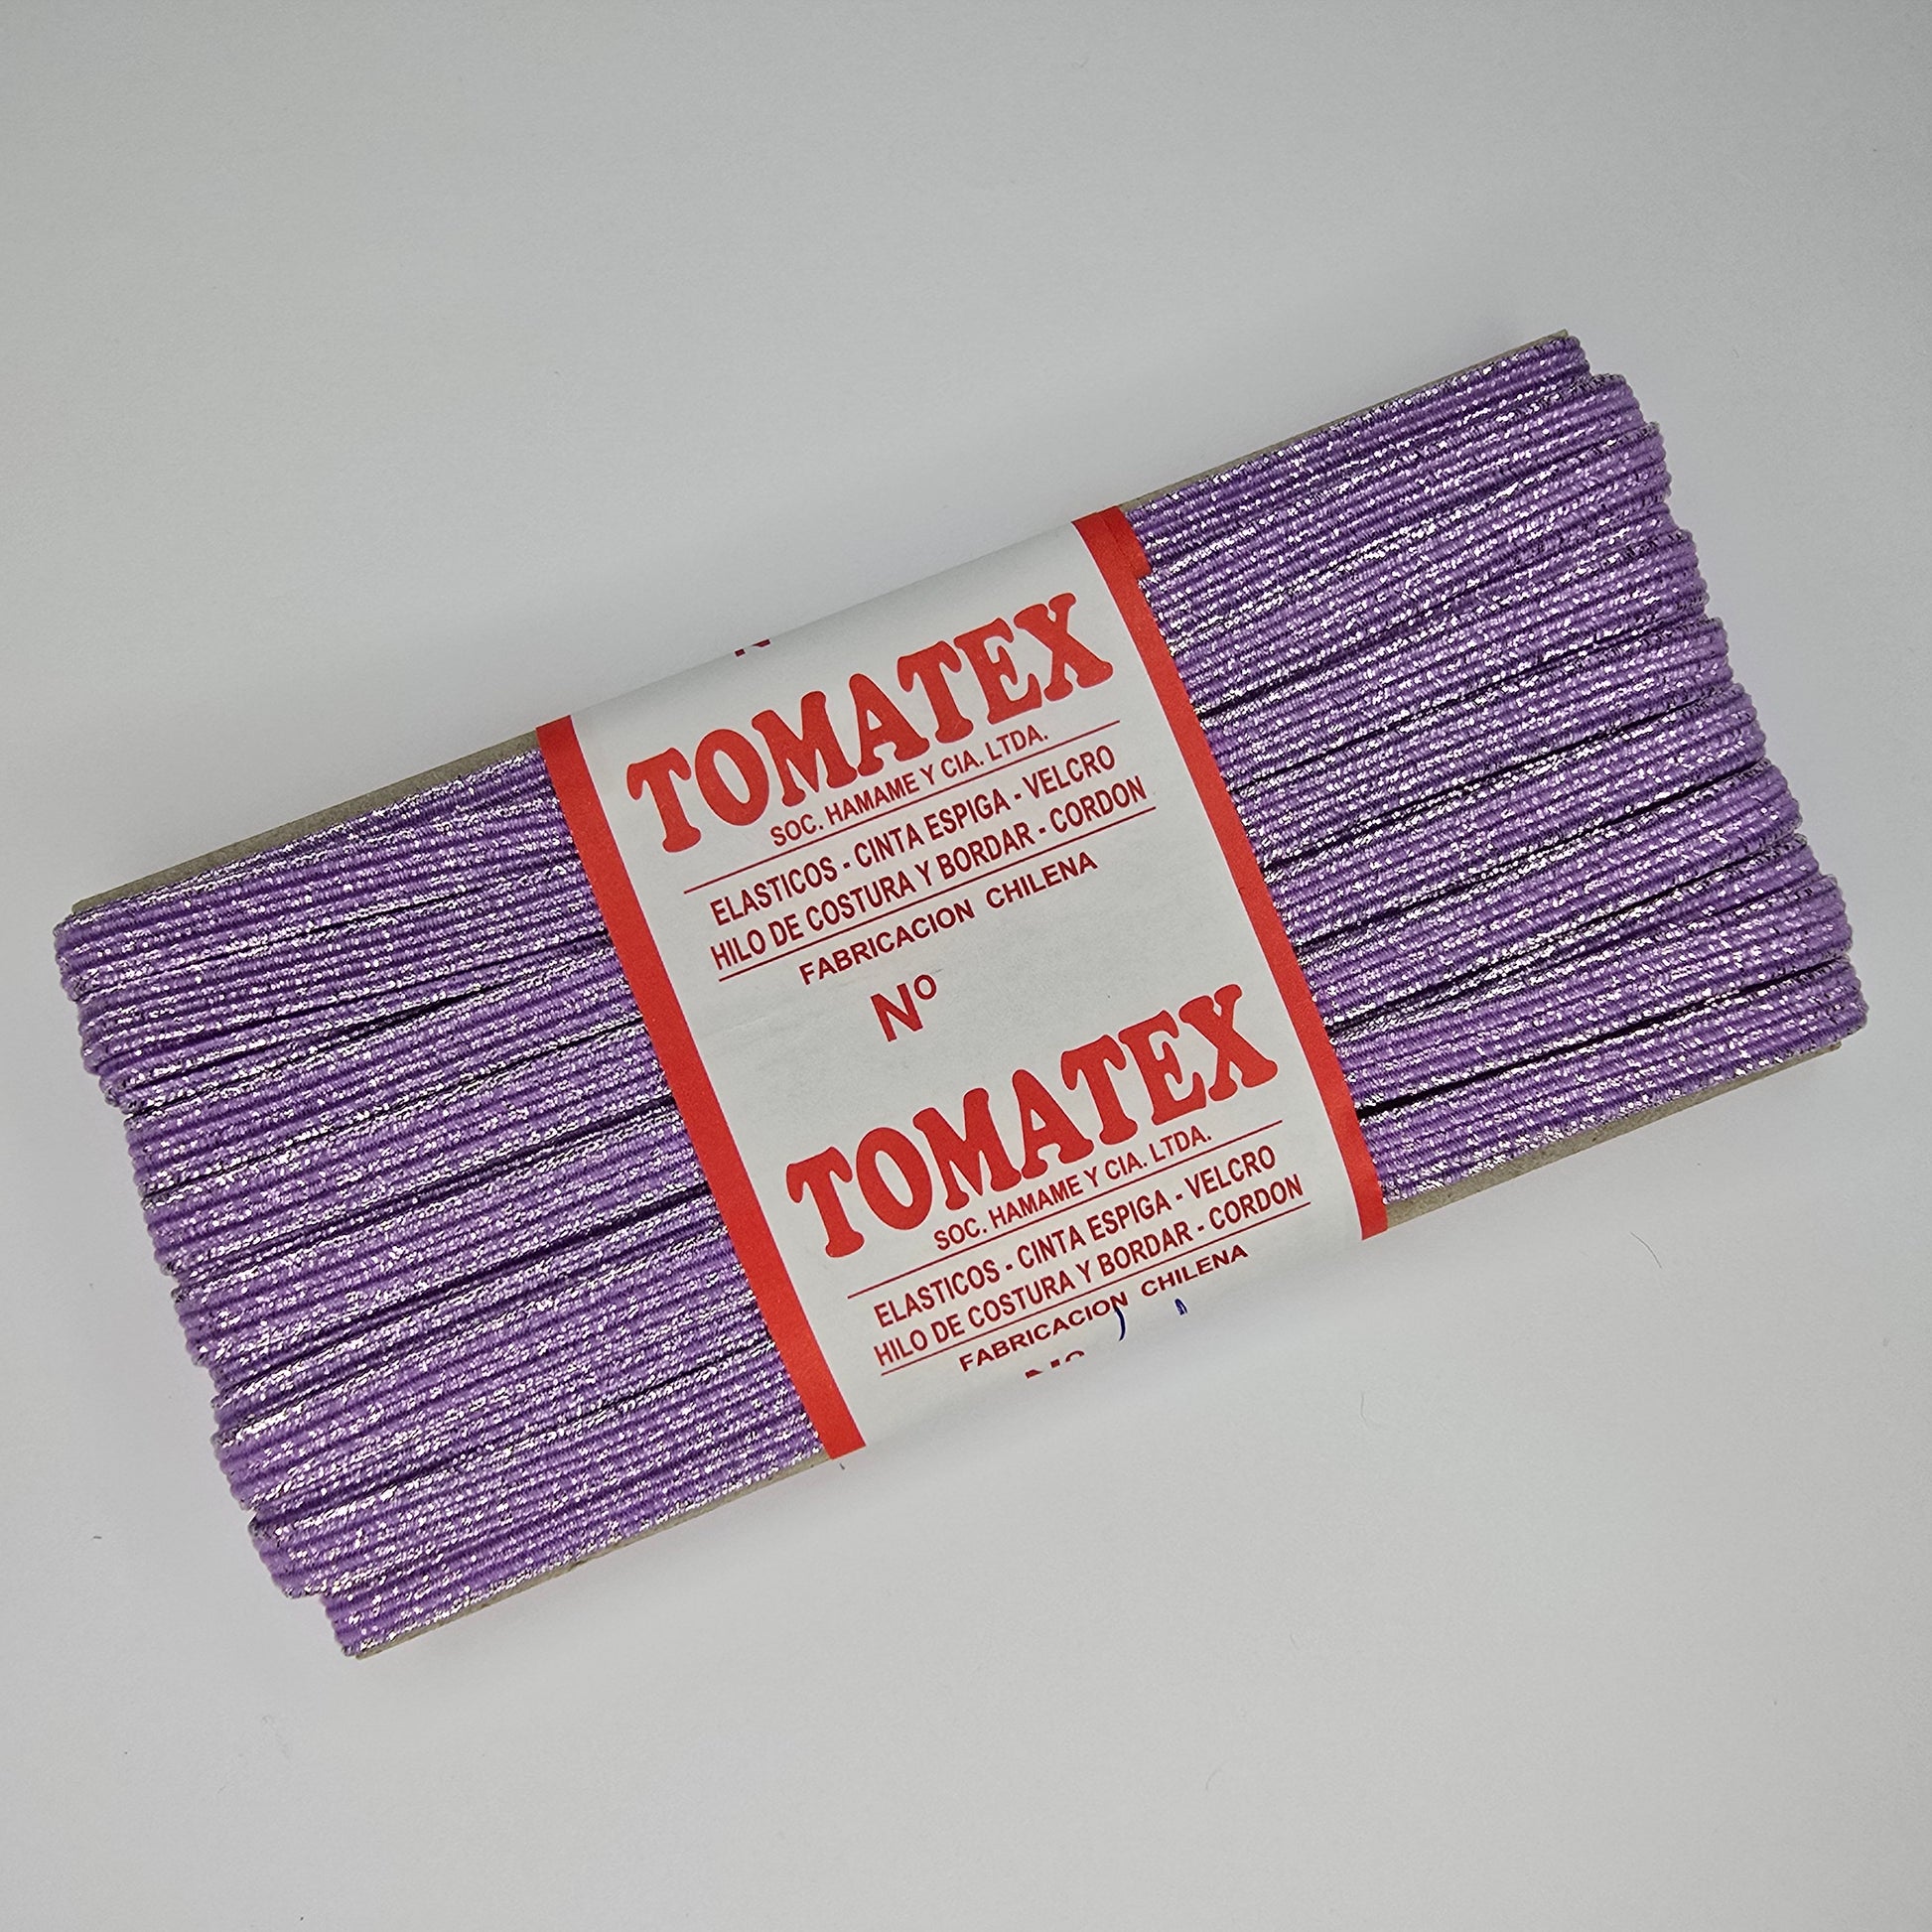 TOMATEX
SOC. HAMAME Y CIA. LTDA.
ELASTICOS - CINTA ESPIGA - VELCRO
HILO DE COSTURA Y BORDAR - CORDON
FABRICACION CHILENA
Nº
TOMATEX
SOC. HAMAME Y CIA. LTDA.
ELASTICOS - CINTA ESPIGA - VELCRO
HILO DE COSTURA Y BORDAR - CORDON
FABRICACION CHILENA
Nº